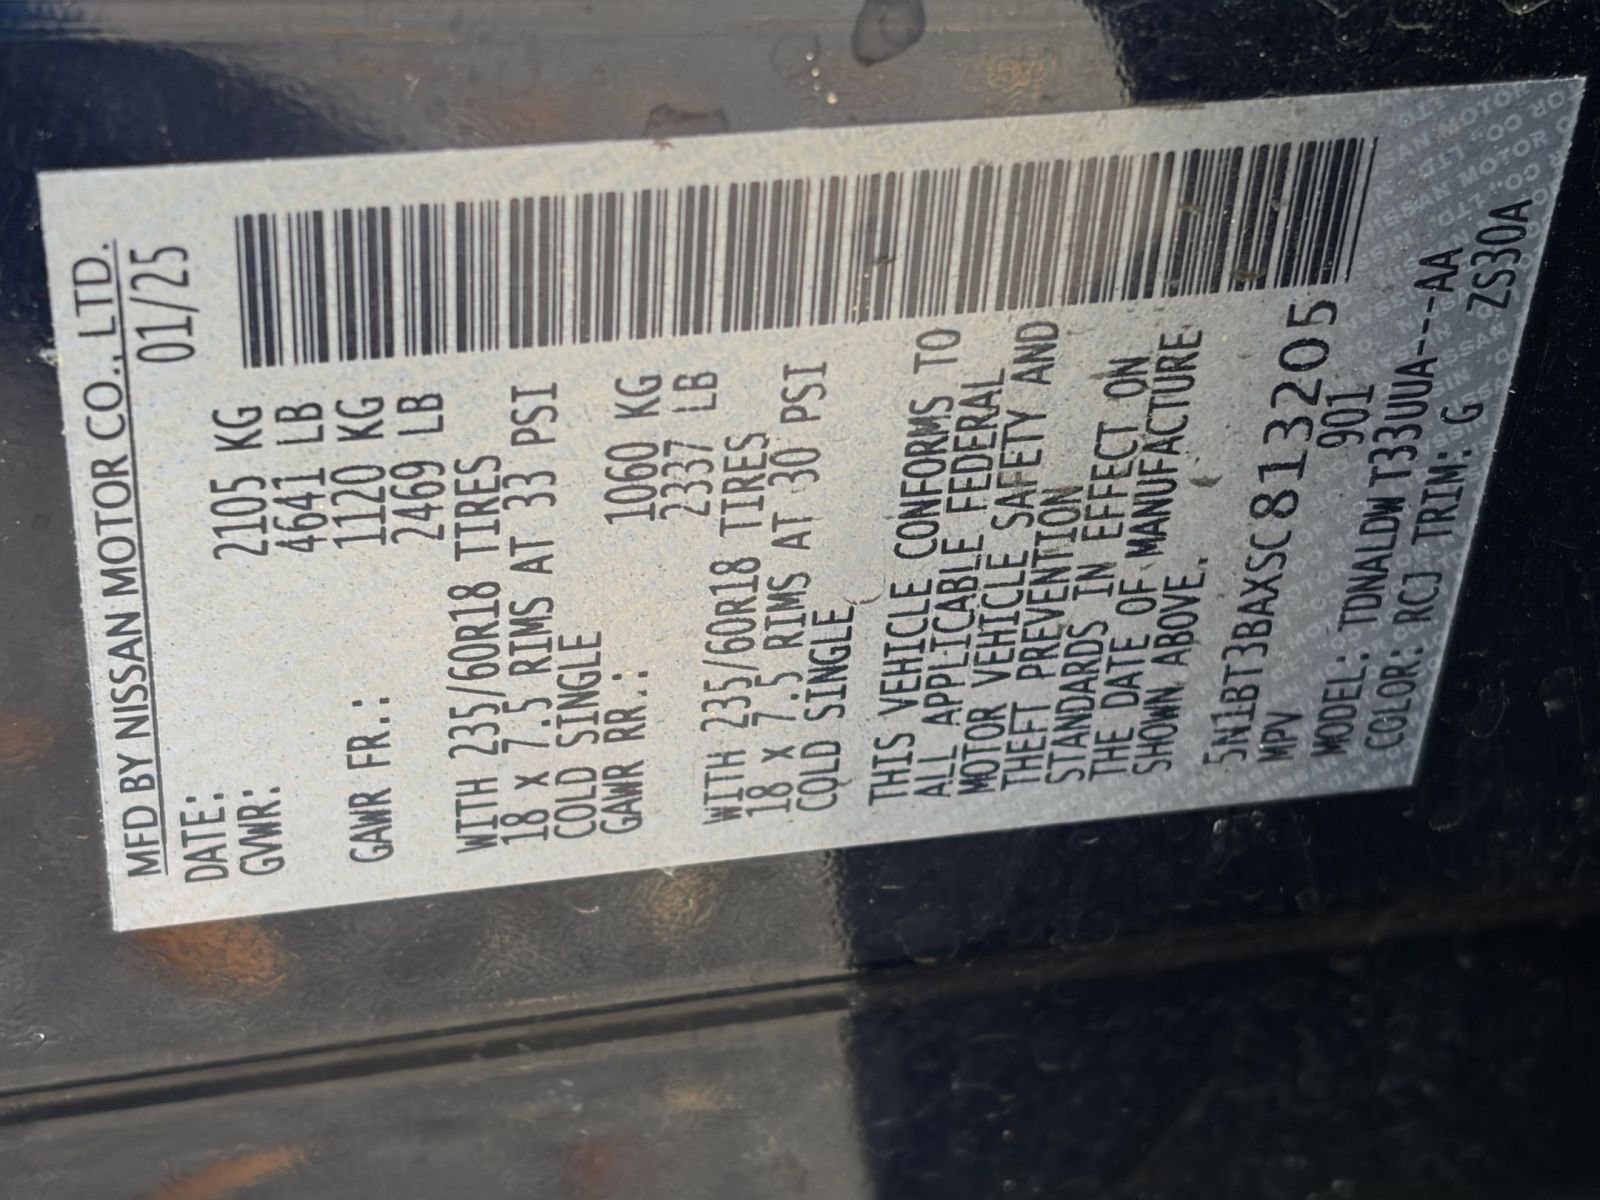 MFD BY NISSAN MOTOR CO., LTD.
DATE: 01/25
GVWR: 2105 KG
4641 LB
GAWR FR.: 1120 KG
2469 LB
WITH 235/60R18 TIRES
18 x 7.5 RIMS AT 33 PSI
COLD SINGLE
GAWR RR.: 1060 KG
2337 LB
WITH 235/60R18 TIRES
18 x 7.5 RIMS AT 30 PSI
COLD SINGLE
THIS VEHICLE CONFORMS TO
ALL APPLICABLE FEDERAL
MOTOR VEHICLE SAFETY AND
THEFT PREVENTION
STANDARDS IN EFFECT ON
THE DATE OF MANUFACTURE
SHOWN ABOVE.
5N1BT3BAXSC813205
MPV 901
MODEL: TDNALDW T33UUA---AA
COLOR: RCJ TRIM: G ZS30A